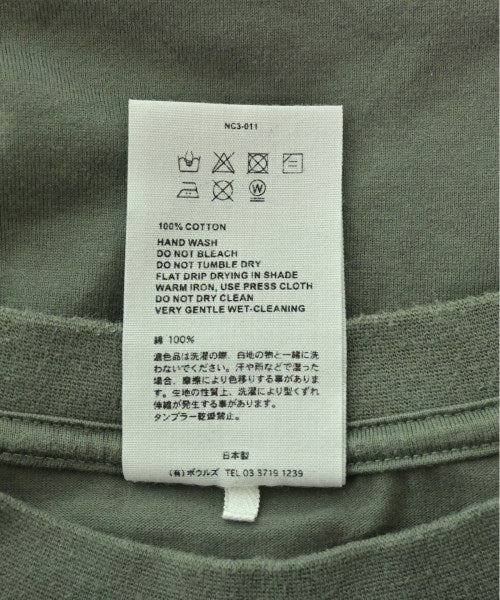 NC3-011
W
100% COTTON
HAND WASH
DO NOT BLEACH
DO NOT TUMBLE DRY
FLAT DRIP DRYING IN SHADE
WARM IRON, USE PRESS CLOTH
DO NOT DRY CLEAN
VERY GENTLE WET-CLEANING
綿 100%
濃色品は洗濯の際、白地の物と一緒に洗
わないでください。汗や雨などで湿った
場合、摩擦により色移りする事がありま
す。生地の性質上、洗濯により型くずれ
伸縮が発生する事があります。
タンブラー乾燥禁止
日本製
(有)ボウルズ TEL 03 3719 1239